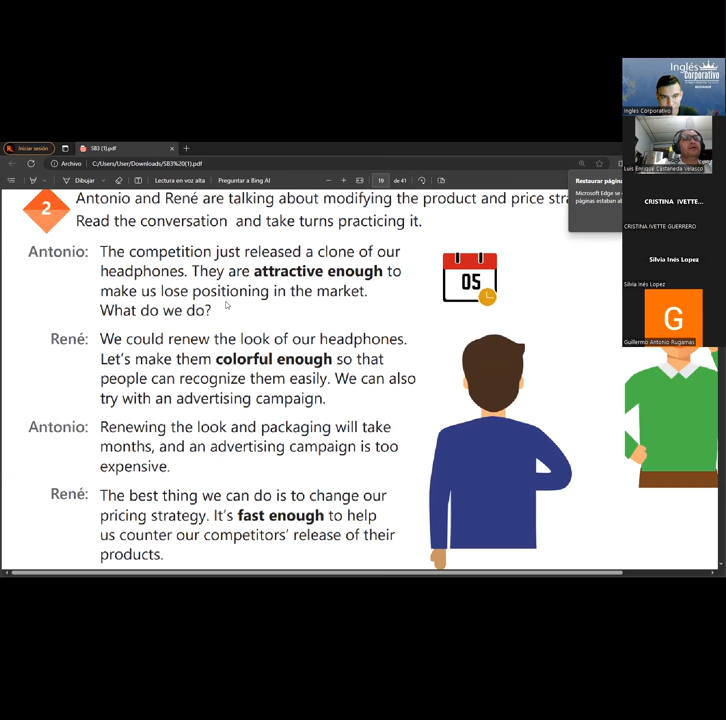 Inglés
Corporativo
Ingles Corporativo
Luis Enrique Castaneda Velasco
CRISTINA IVETTE...
CRISTINA IVETTE GUERRERO
Silvia Inés Lopez
Silvia Inés Lopez
G
Guillermo Antonio Rugamas
Iniciar sesión
SB3 (1).pdf
Archivo
C:/Users/User/Downloads/SB3%20(1).pdf
Dibujar
Lectura en voz alta
Preguntar a Bing AI
19
de 41
Restaurar págin
Microsoft Edge se
páginas estaban a
2
Antonio and René are talking about modifying the product and price stra
Read the conversation and take turns practicing it.
Antonio: The competition just released a clone of our
headphones. They are attractive enough to
make us lose positioning in the market.
What do we do?
05
René: We could renew the look of our headphones.
Let's make them colorful enough so that
people can recognize them easily. We can also
try with an advertising campaign.
Antonio: Renewing the look and packaging will take
months, and an advertising campaign is too
expensive.
René: The best thing we can do is to change our
pricing strategy. It's fast enough to help
us counter our competitors' release of their
products.